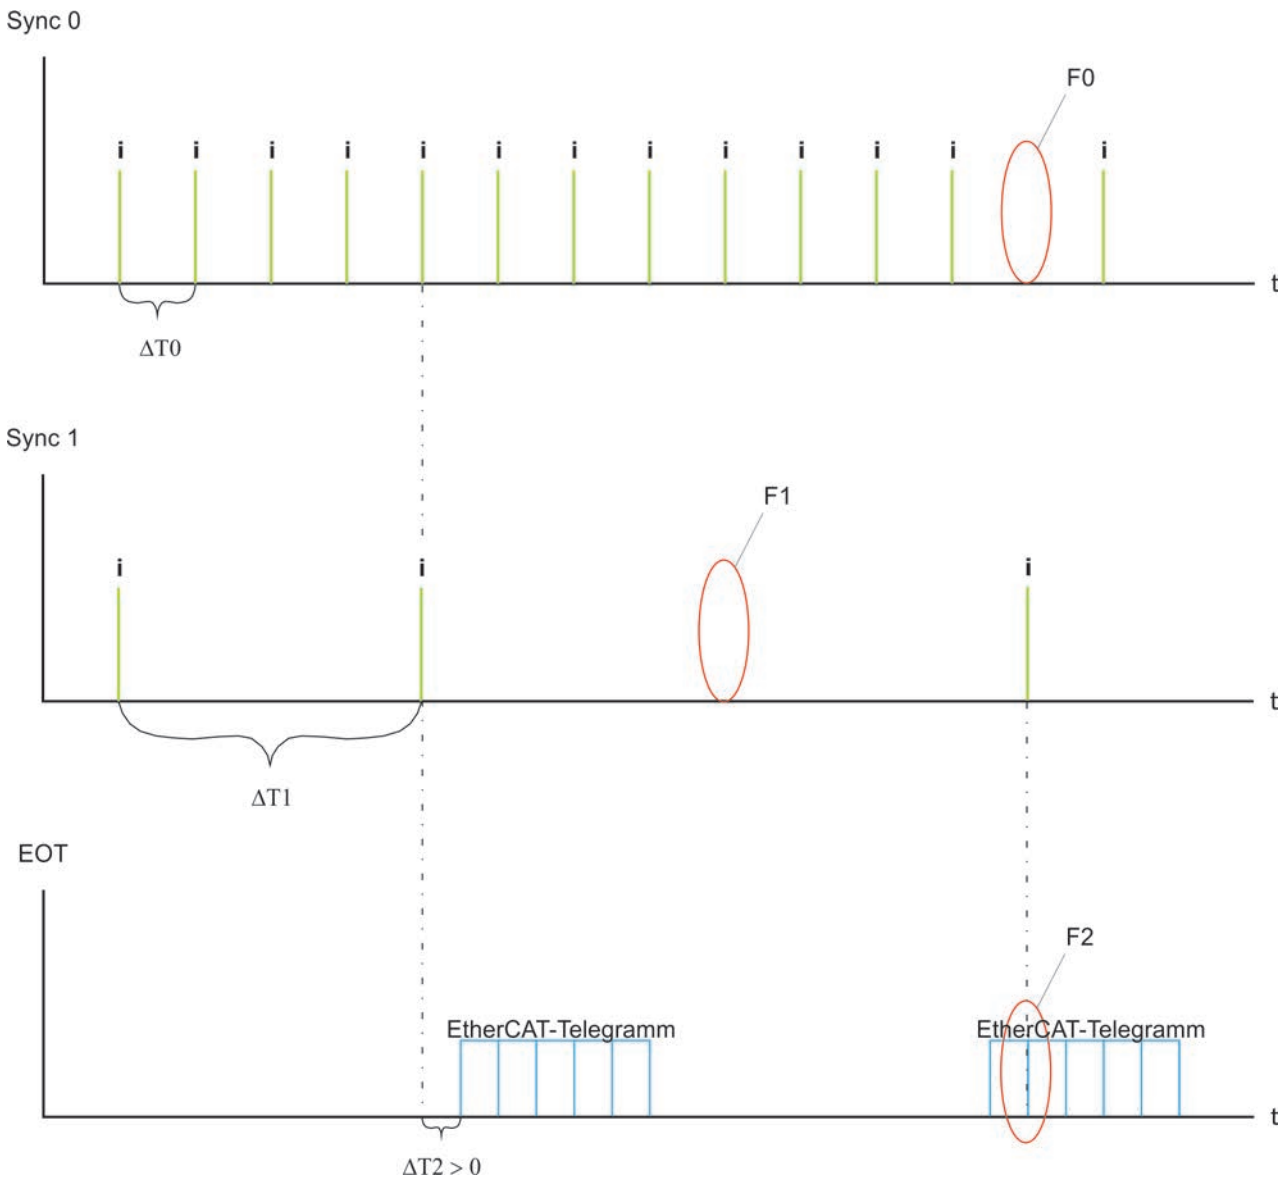 Sync 0
F0
i i i i i i i i i i i i i
t
ΔT0
Sync 1
F1
i i i
t
ΔT1
EOT
F2
EtherCAT-Telegramm EtherCAT-Telegramm
t
ΔT2 > 0